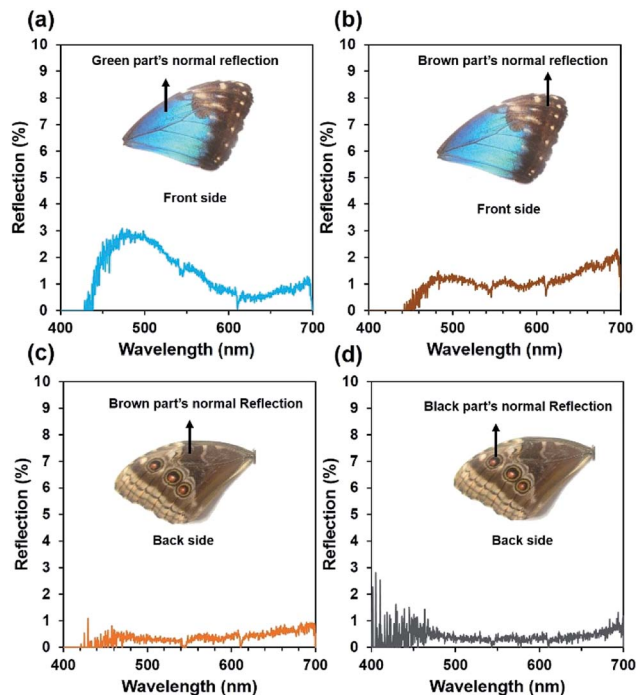 (a)
Green part's normal reflection
Front side
Reflection (%)
10
9
8
7
6
5
4
3
2
1
0
400 500 600 700
Wavelength (nm)
(b)
Brown part's normal reflection
Front side
Reflection (%)
10
9
8
7
6
5
4
3
2
1
0
400 500 600 700
Wavelength (nm)
(c)
Brown part's normal Reflection
Back side
Reflection (%)
10
9
8
7
6
5
4
3
2
1
0
400 500 600 700
Wavelength (nm)
(d)
Black part's normal Reflection
Back side
Reflection (%)
10
9
8
7
6
5
4
3
2
1
0
400 500 600 700
Wavelength (nm)